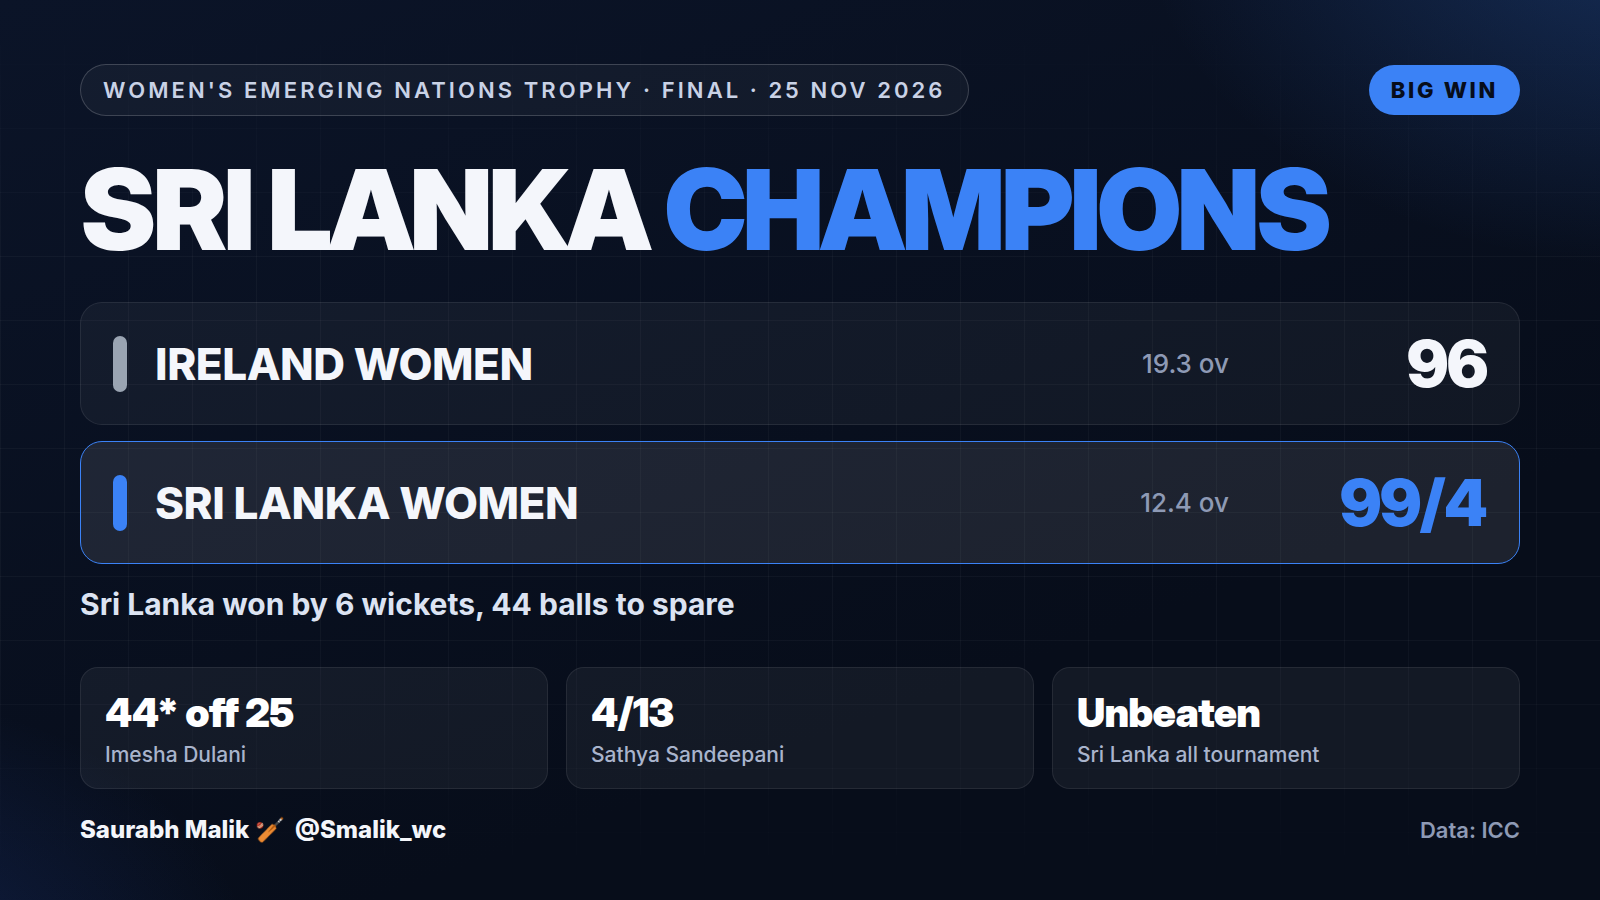 WOMEN'S EMERGING NATIONS TROPHY · FINAL · 25 NOV 2026
BIG WIN
SRI LANKA CHAMPIONS
IRELAND WOMEN 19.3 ov 96
SRI LANKA WOMEN 12.4 ov 99/4
Sri Lanka won by 6 wickets, 44 balls to spare
44* off 25
Imesha Dulani
4/13
Sathya Sandeepani
Unbeaten
Sri Lanka all tournament
Saurabh Malik 🏏 @Smalik_wc
Data: ICC